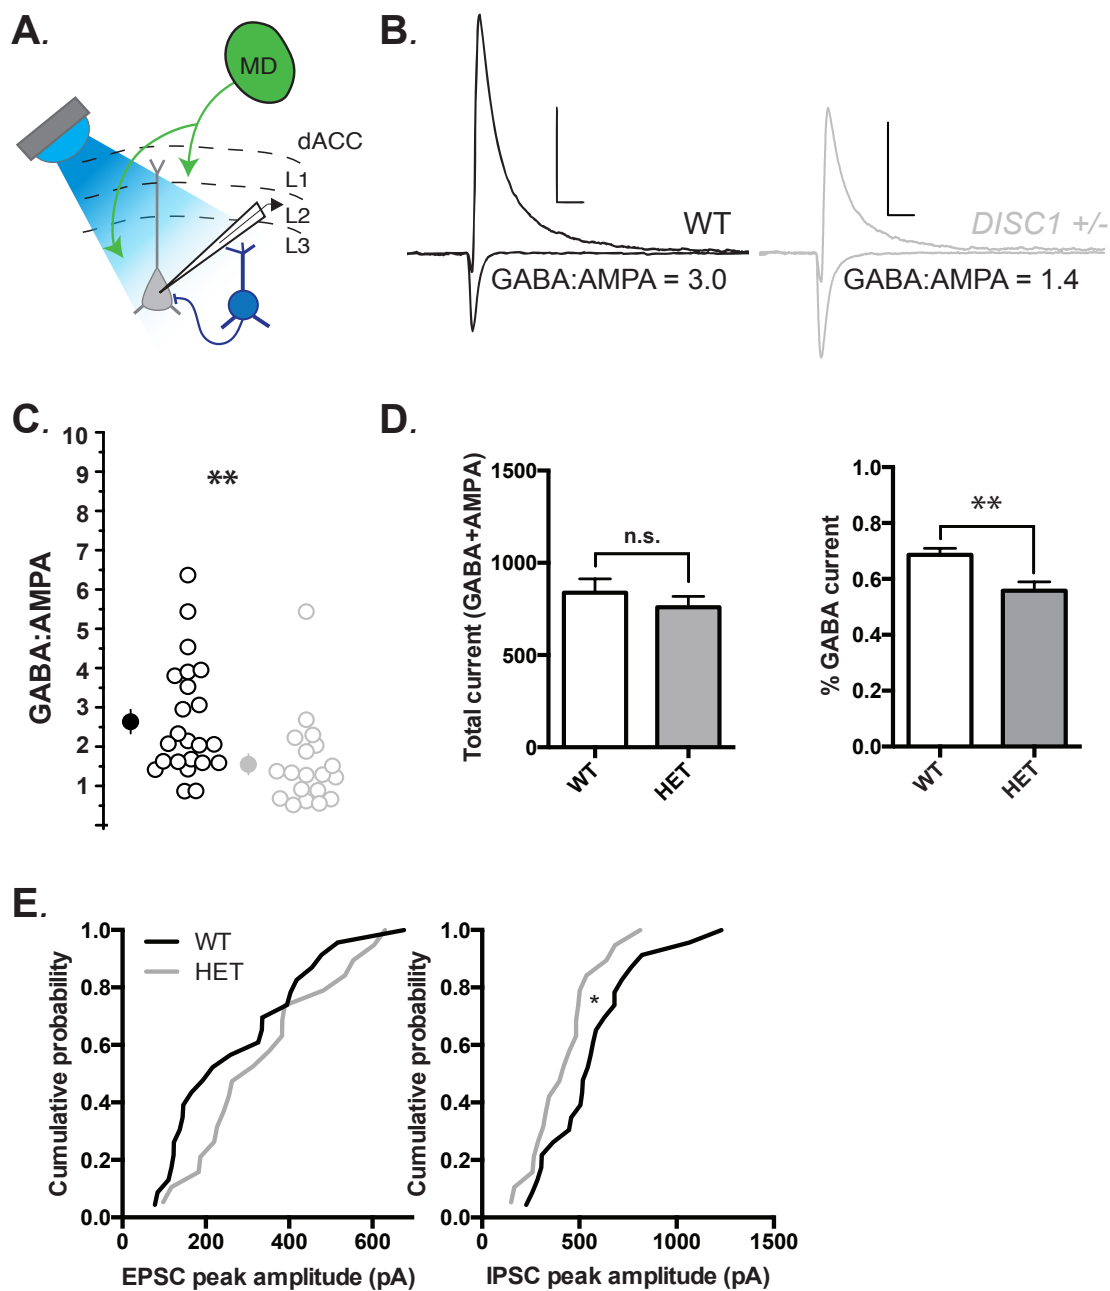 A.
MD
dACC
L1
L2
L3
B.
WT
GABA:AMPA = 3.0
DISC1 +/-
GABA:AMPA = 1.4
C.
GABA:AMPA
10
9
8
7
6
5
4
3
2
1
**
D.
Total current (GABA+AMPA)
1500
1000
500
0
n.s.
WT
HET
% GABA current
1.0
0.8
0.6
0.4
0.2
0.0
**
WT
HET
E.
Cumulative probability
1.0
0.8
0.6
0.4
0.2
0.0
WT
HET
0 200 400 600
EPSC peak amplitude (pA)
Cumulative probability
1.0
0.8
0.6
0.4
0.2
0.0
*
0 500 1000 1500
IPSC peak amplitude (pA)